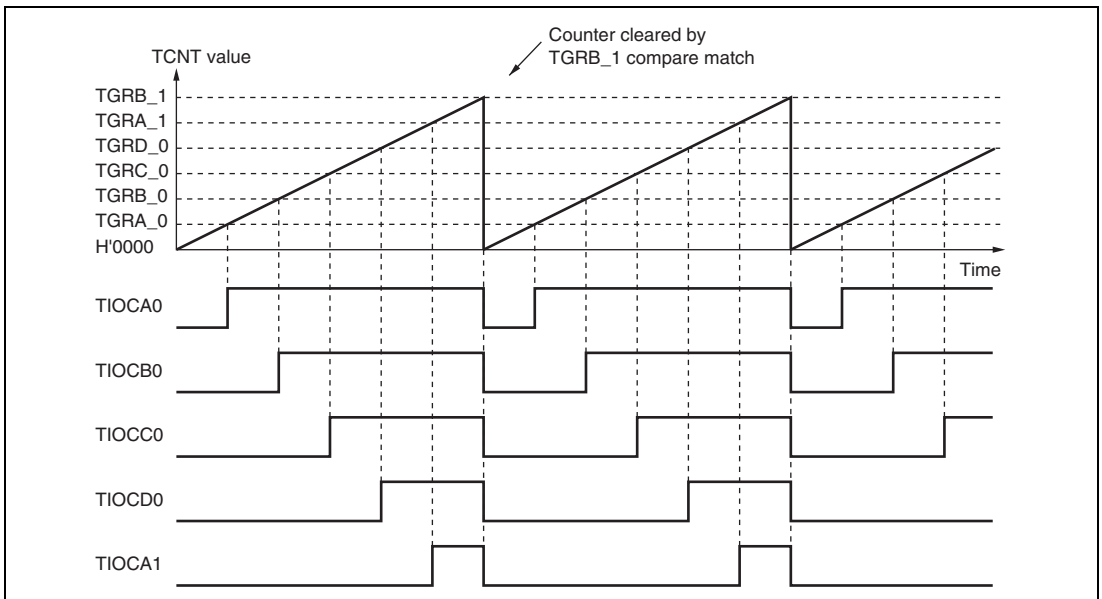 Counter cleared by
TGRB_1 compare match
TCNT value
TGRB_1
TGRA_1
TGRD_0
TGRC_0
TGRB_0
TGRA_0
H'0000
Time
TIOCA0
TIOCB0
TIOCC0
TIOCD0
TIOCA1